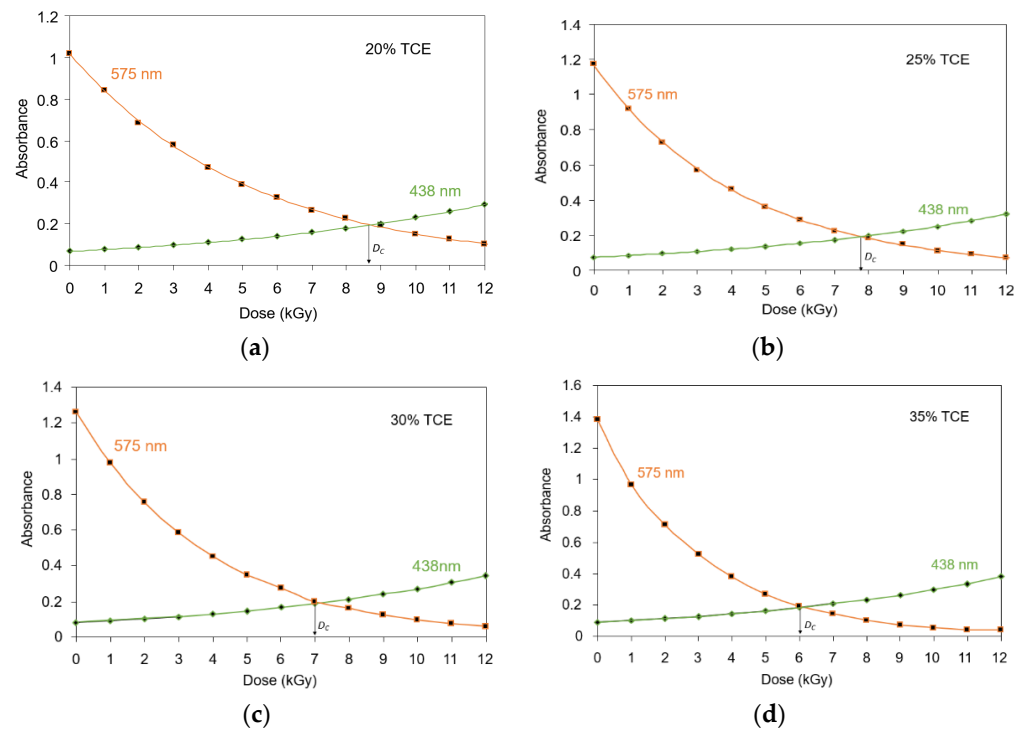 1.2
1
0.8
0.6
0.4
0.2
0
Absorbance
20% TCE
575 nm
438 nm
D_C
0 1 2 3 4 5 6 7 8 9 10 11 12
Dose (kGy)
(a)
1.4
1.2
1
0.8
0.6
0.4
0.2
0
Absorbance
25% TCE
575 nm
438 nm
D_C
0 1 2 3 4 5 6 7 8 9 10 11 12
Dose (kGy)
(b)
1.4
1.2
1
0.8
0.6
0.4
0.2
0
Absorbance
30% TCE
575 nm
438nm
D_C
0 1 2 3 4 5 6 7 8 9 10 11 12
Dose (kGy)
(c)
1.6
1.4
1.2
1
0.8
0.6
0.4
0.2
0
Absorbance
35% TCE
575 nm
438 nm
D_C
0 1 2 3 4 5 6 7 8 9 10 11 12
Dose (kGy)
(d)